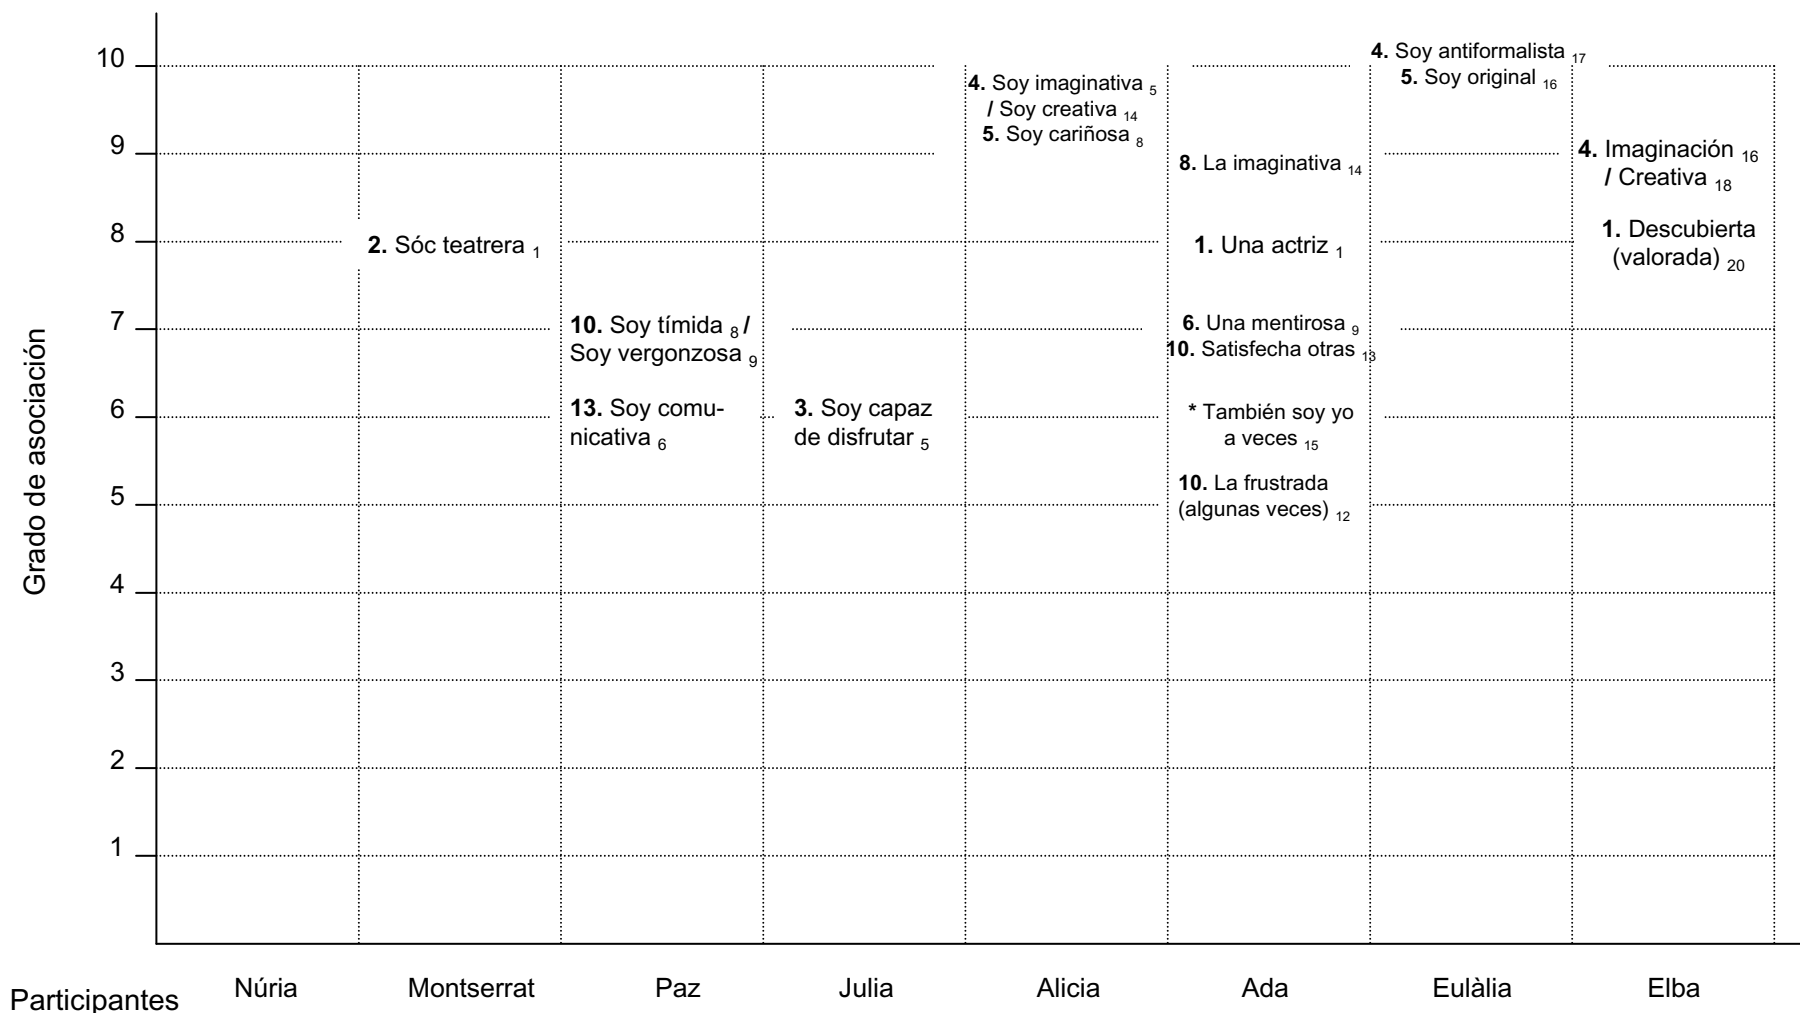 Grado de asociación
10
9
8
7
6
5
4
3
2
1
2. Sóc teatrera 1
10. Soy tímida 8 /
Soy vergonzosa 9
13. Soy comu-
nicativa 6
3. Soy capaz
de disfrutar 5
4. Soy imaginativa 5
/ Soy creativa 14
5. Soy cariñosa 8
8. La imaginativa 14
1. Una actriz 1
6. Una mentirosa 9
10. Satisfecha otras 13
* También soy yo
a veces 15
10. La frustrada
(algunas veces) 12
4. Soy antiformalista 17
5. Soy original 16
4. Imaginación 16
/ Creativa 18
1. Descubierta
(valorada) 20
Participantes
Núria
Montserrat
Paz
Julia
Alicia
Ada
Eulàlia
Elba